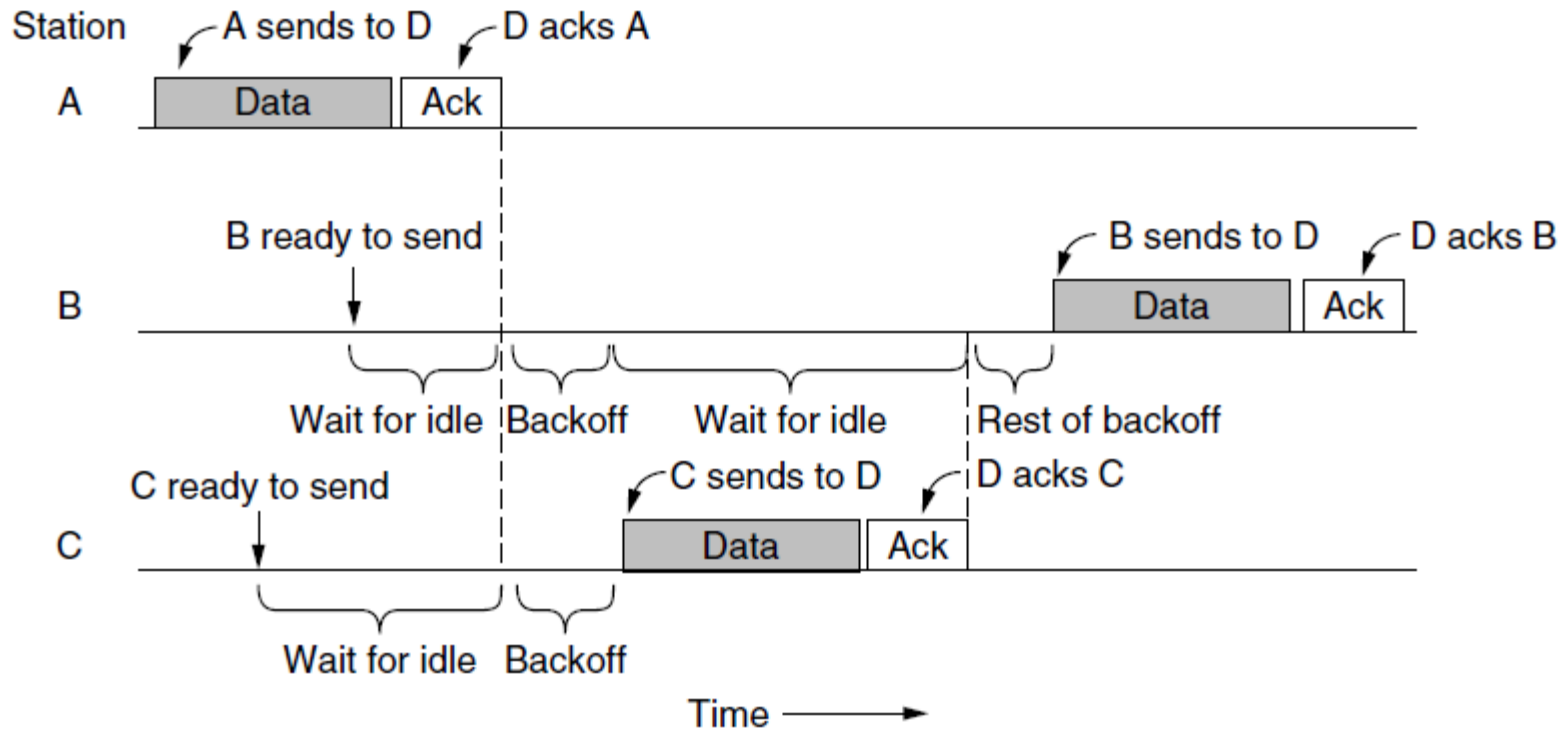 Station
A sends to D
D acks A
A
Data
Ack
B ready to send
B sends to D
D acks B
B
Data
Ack
Wait for idle
Backoff
Wait for idle
Rest of backoff
C ready to send
C sends to D
D acks C
C
Data
Ack
Wait for idle
Backoff
Time